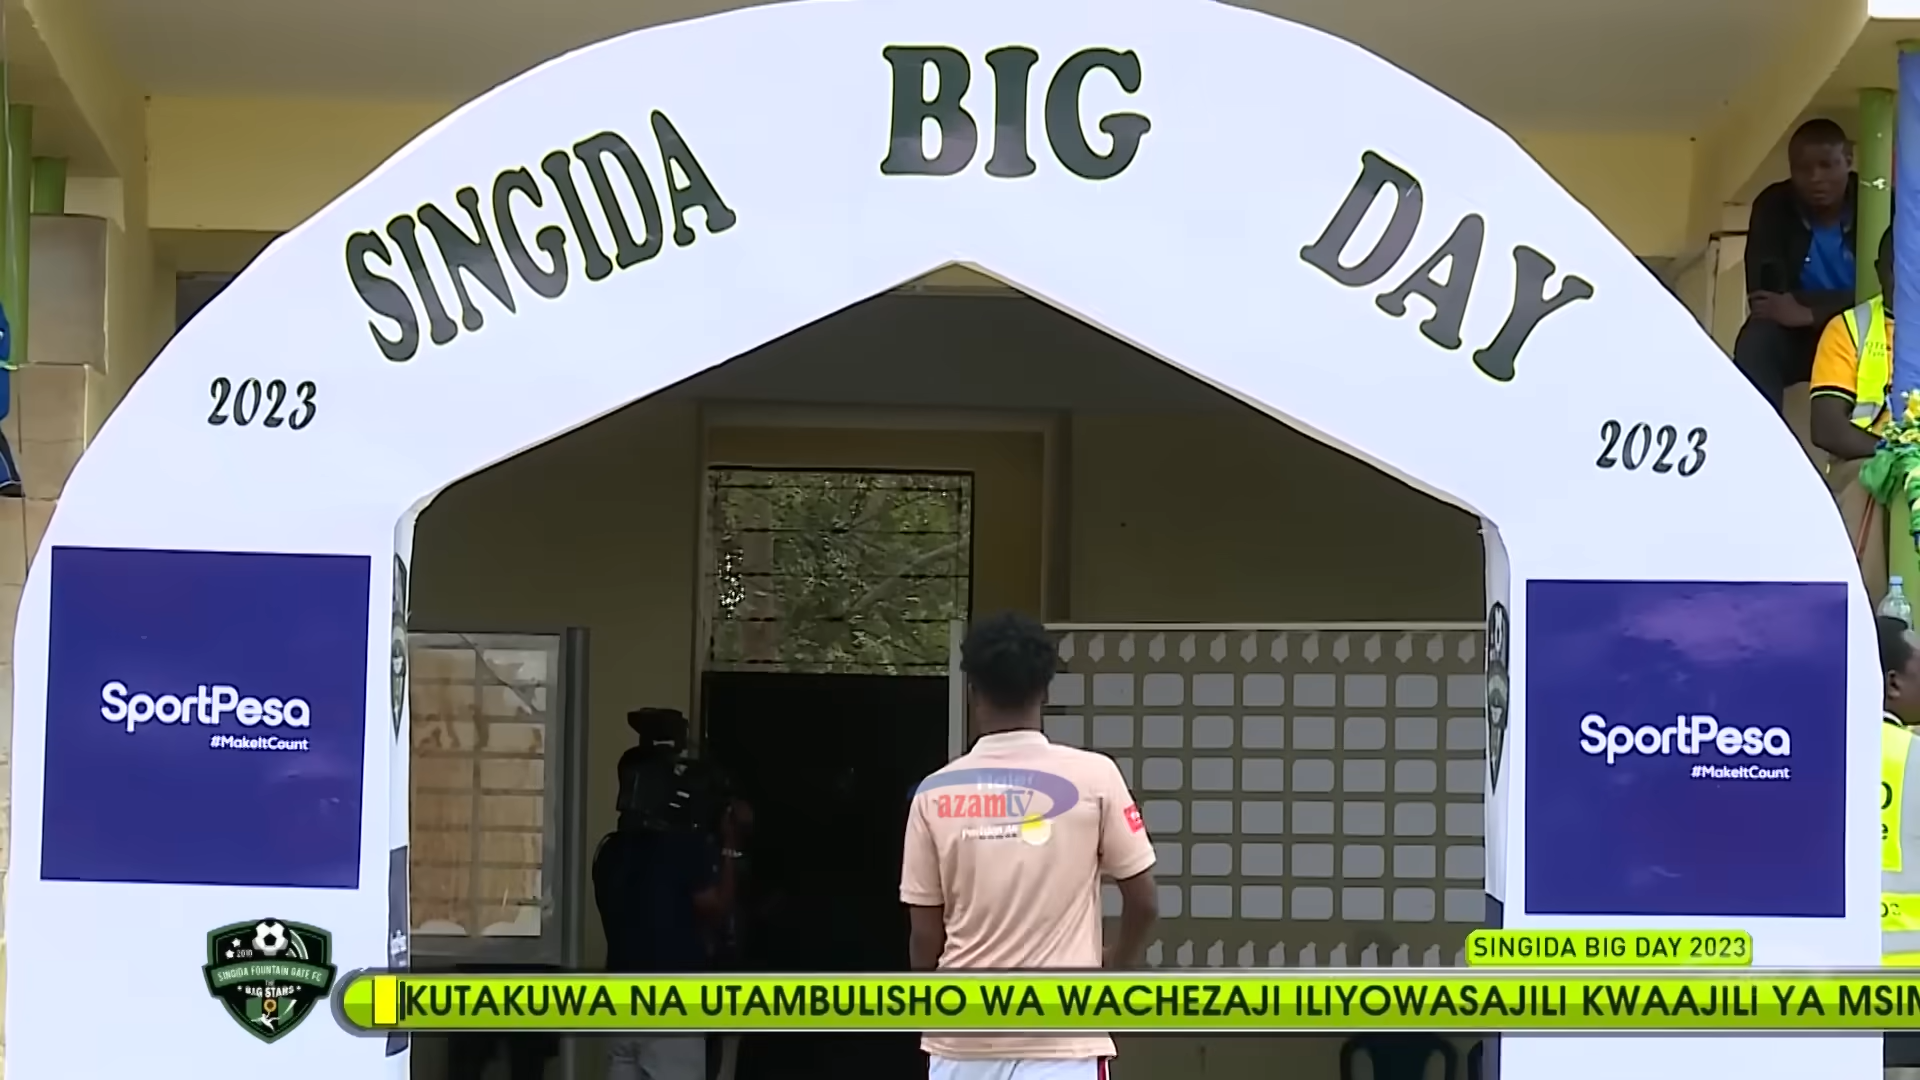 SINGIDA BIG DAY
2023
2023
SportPesa
#MakeItCount
SportPesa
#MakeItCount
azamtv
2010
SINGIDA FOUNTAIN GATE FC
BIG STARS
SINGIDA BIG DAY 2023
KUTAKUWA NA UTAMBULISHO WA WACHEZAJI ILIYOWASAJILI KWAAJILI YA MSIM